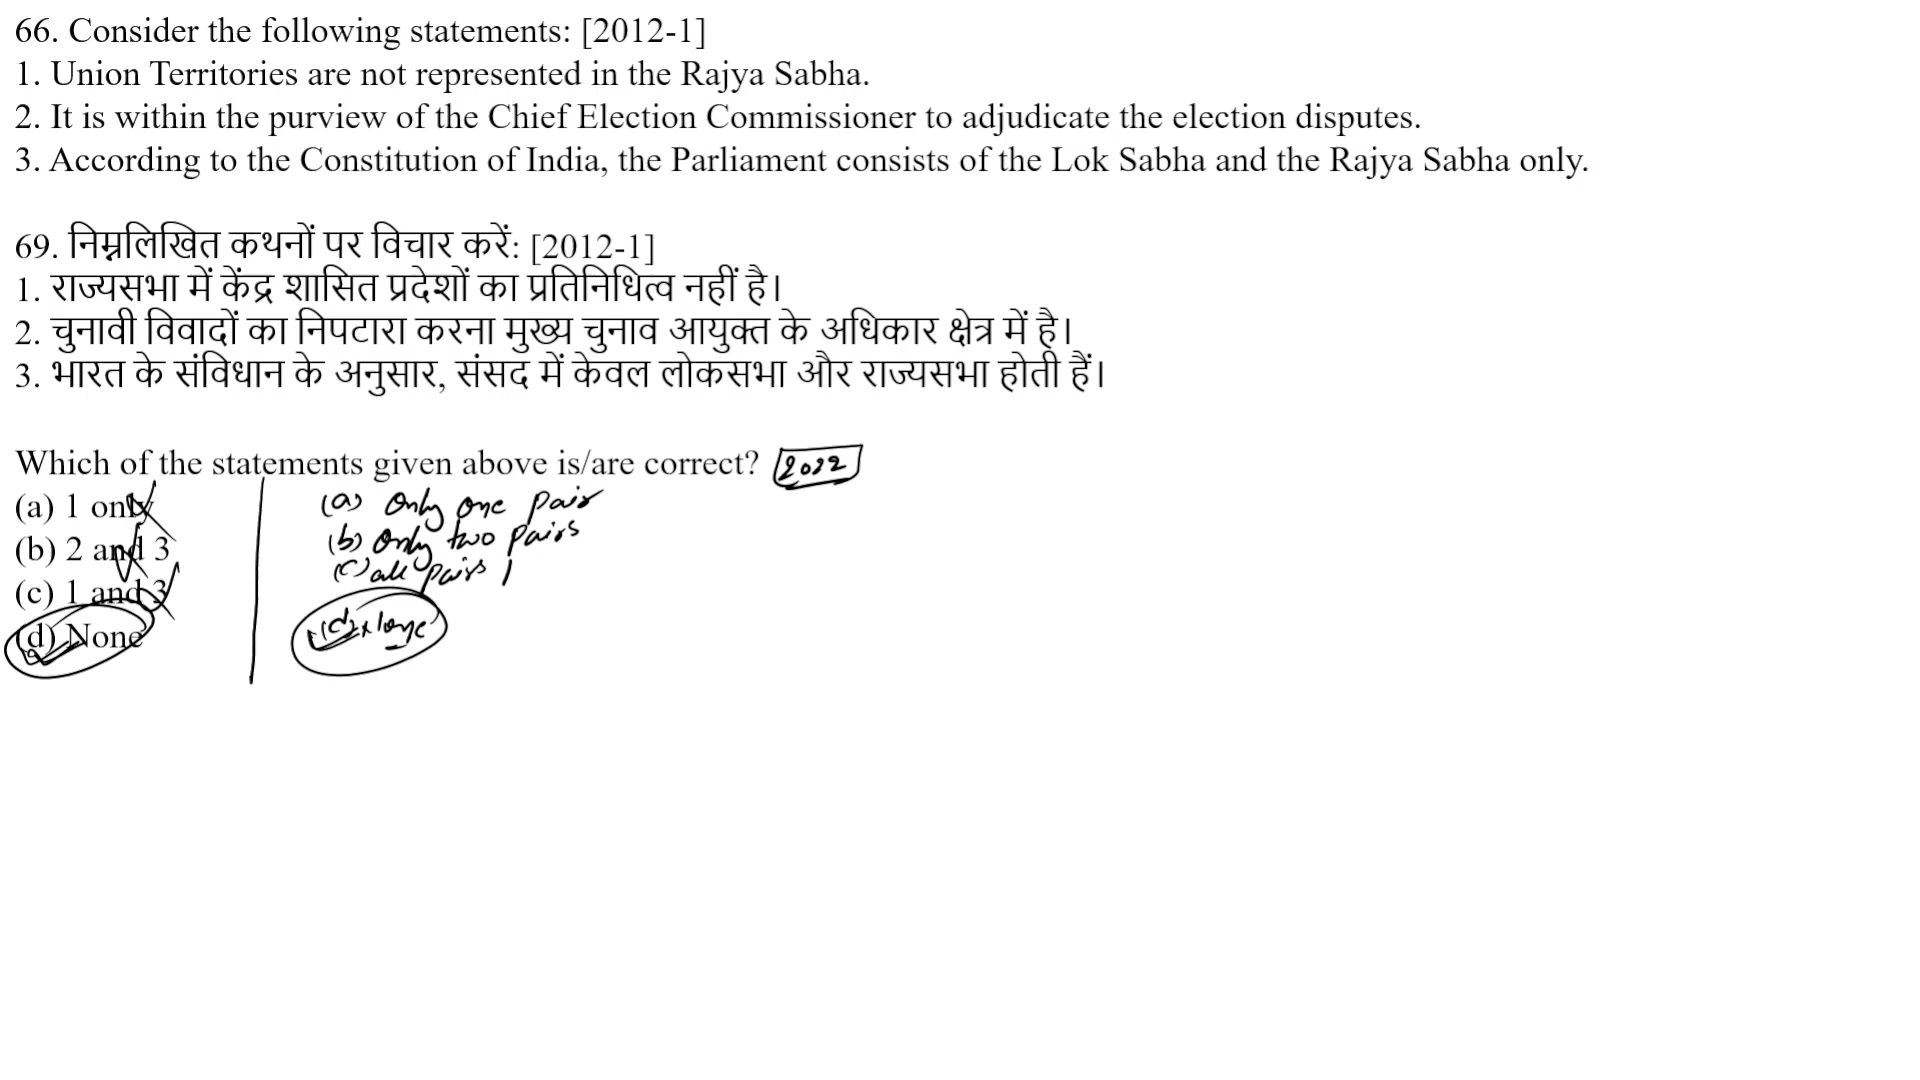 66. Consider the following statements: [2012-1]
1. Union Territories are not represented in the Rajya Sabha.
2. It is within the purview of the Chief Election Commissioner to adjudicate the election disputes.
3. According to the Constitution of India, the Parliament consists of the Lok Sabha and the Rajya Sabha only.
69. निम्नलिखित कथनों पर विचार करें: [2012-1]
1. राज्यसभा में केंद्र शासित प्रदेशों का प्रतिनिधित्व नहीं है।
2. चुनावी विवादों का निपटारा करना मुख्य चुनाव आयुक्त के अधिकार क्षेत्र में है।
3. भारत के संविधान के अनुसार, संसद में केवल लोकसभा और राज्यसभा होती हैं।
Which of the statements given above is/are correct? 2022
(a) 1 only
(b) 2 and 3
(c) 1 and 3
(d) None
(a) Only one pair
(b) Only two pairs
(c) all pairs
(d)